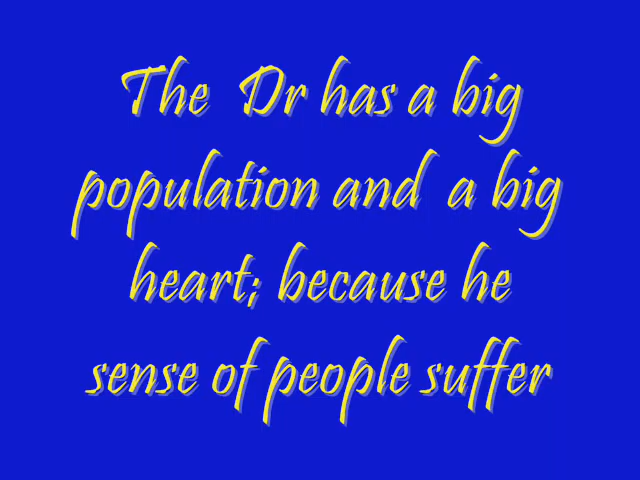 The Dr has a big
population and a big
heart; because he
sense of people suffer